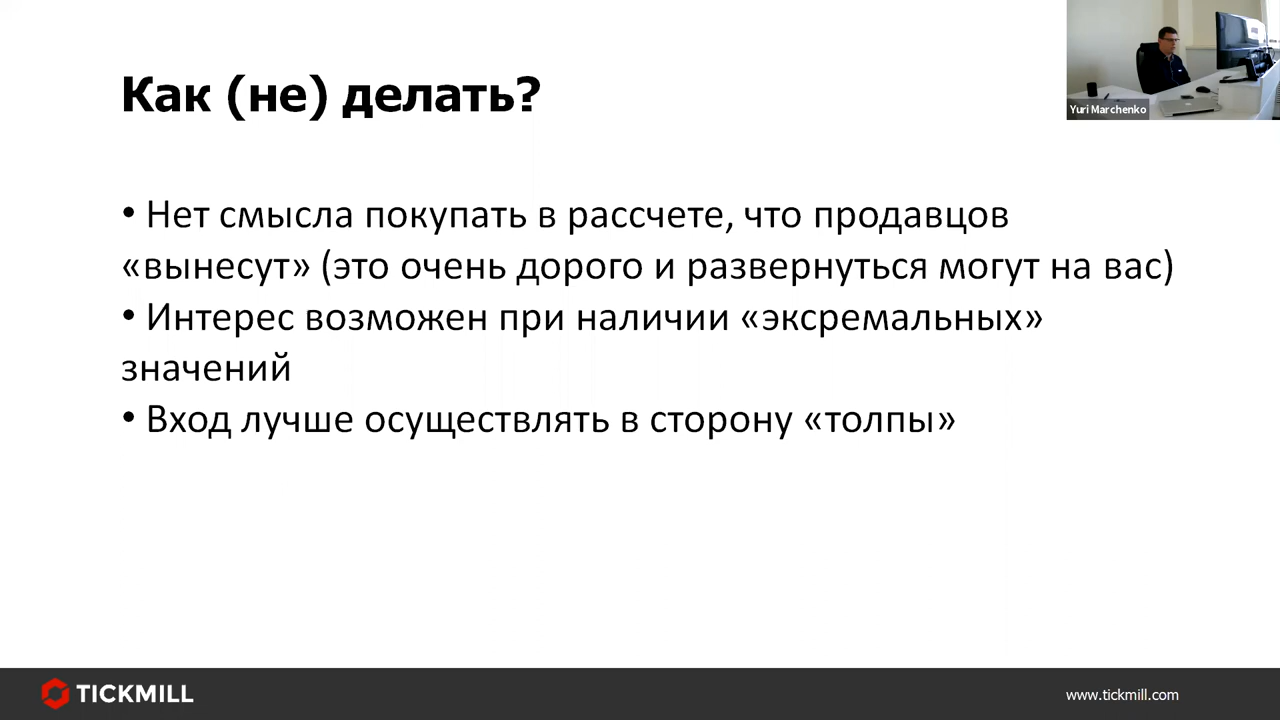 Как (не) делать?
Yuri Marchenko
• Нет смысла покупать в рассчете, что продавцов
«вынесут» (это очень дорого и развернуться могут на вас)
• Интерес возможен при наличии «эксремальных»
значений
• Вход лучше осуществлять в сторону «толпы»
TICKMILL
www.tickmill.com